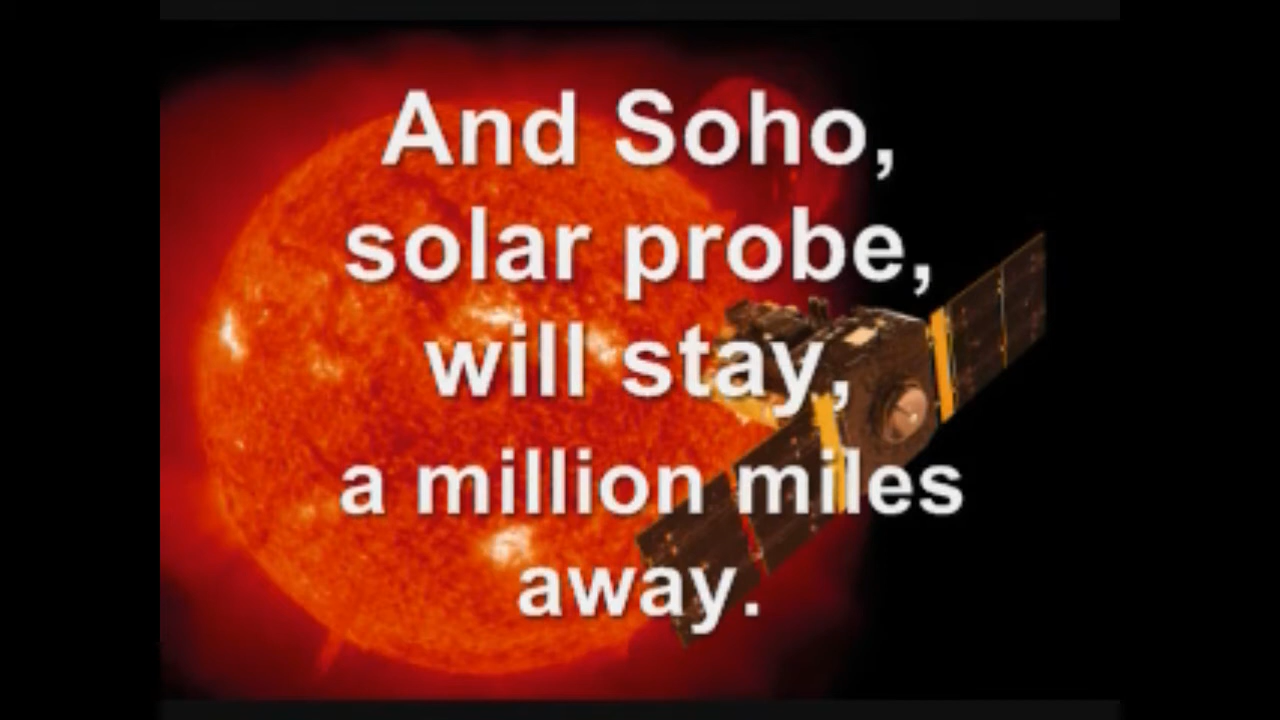 And Soho,
solar probe,
will stay,
a million miles
away.